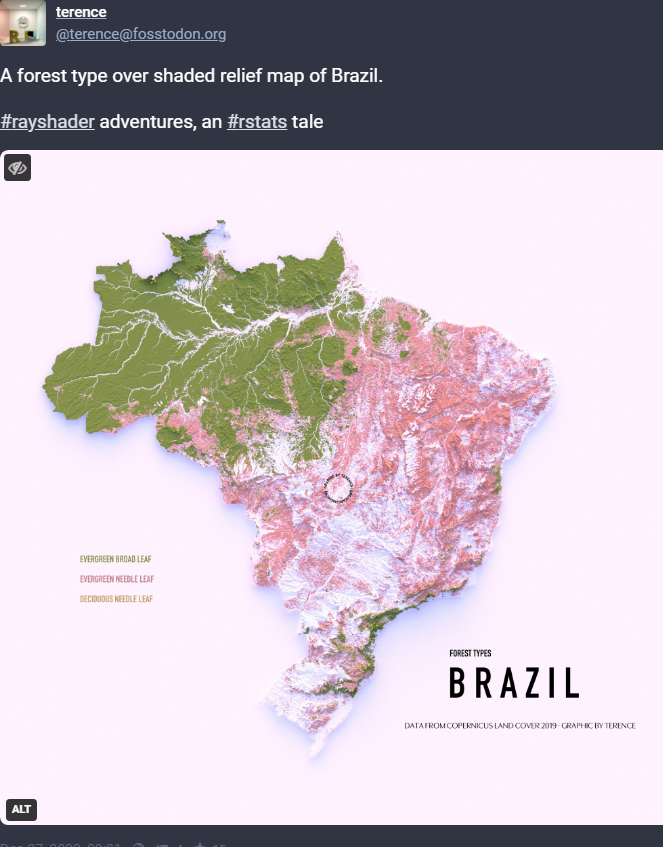 terence
@terence@fosstodon.org
A forest type over shaded relief map of Brazil.
#rayshader adventures, an #rstats tale
EVERGREEN BROAD LEAF
EVERGREEN NEEDLE LEAF
DECIDUOUS NEEDLE LEAF
FOREST TYPES
BRAZIL
DATA FROM COPERNICUS LAND COVER 2019 · GRAPHIC BY TERENCE
ALT